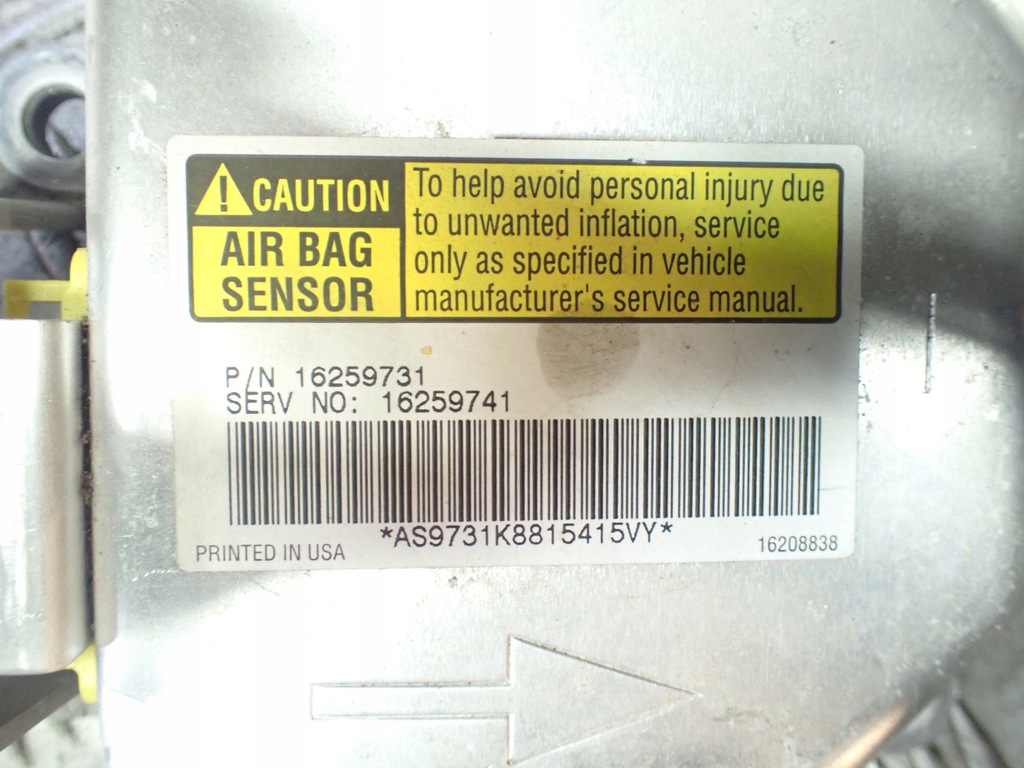 CAUTION
AIR BAG
SENSOR
To help avoid personal injury due
to unwanted inflation, service
only as specified in vehicle
manufacturer's service manual.
P/N 16259731
SERV NO: 16259741
*AS9731K8815415VY*
PRINTED IN USA
16208838